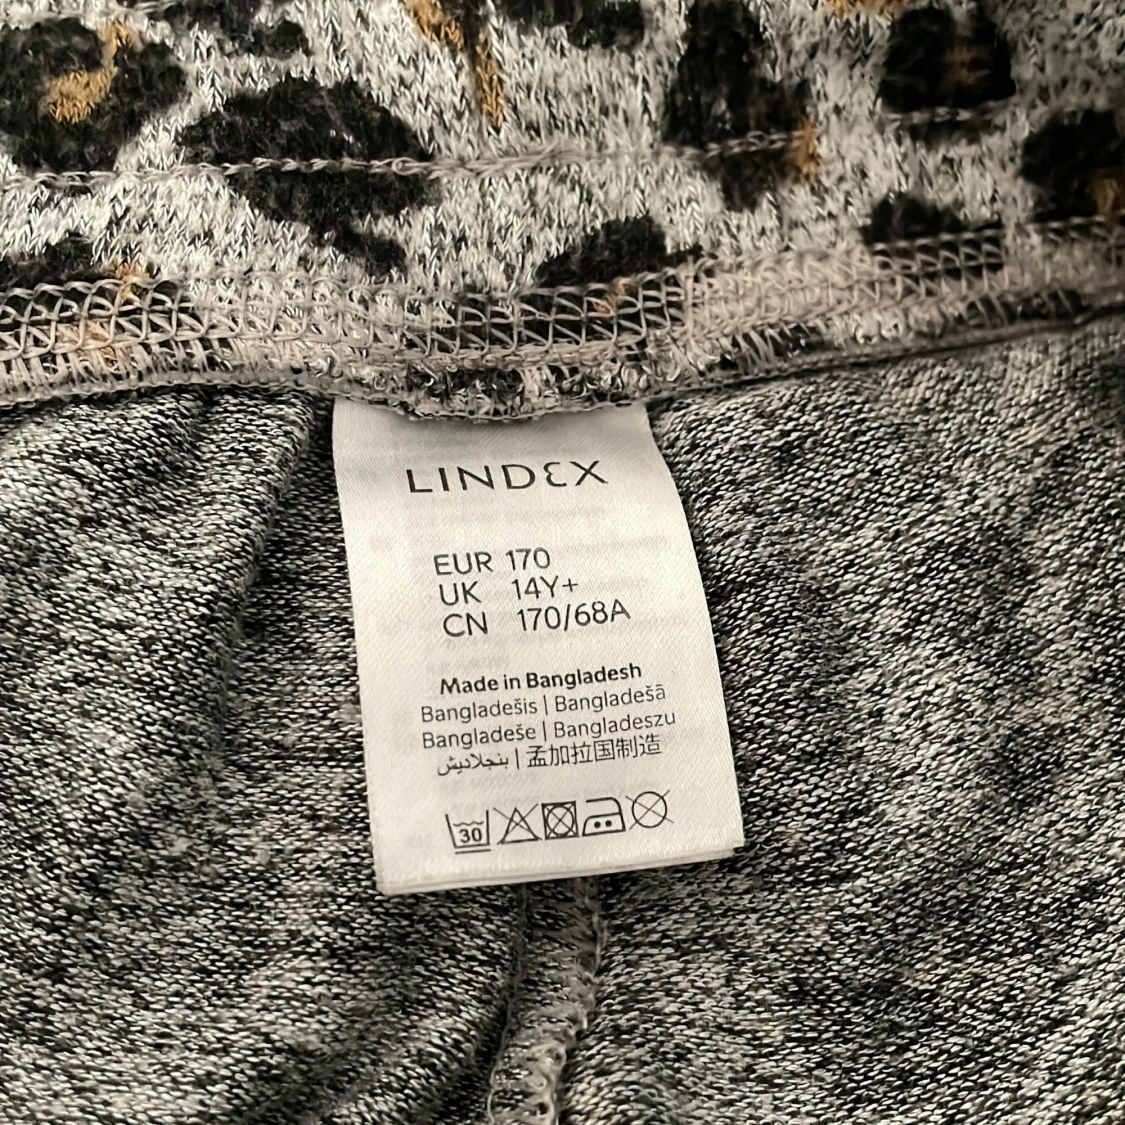 LINDEX
EUR 170
UK 14Y+
CN 170/68A
Made in Bangladesh
Bangladešis | Bangladešā
Bangladeše | Bangladeszu
بنجلاديش | 孟加拉国制造
30